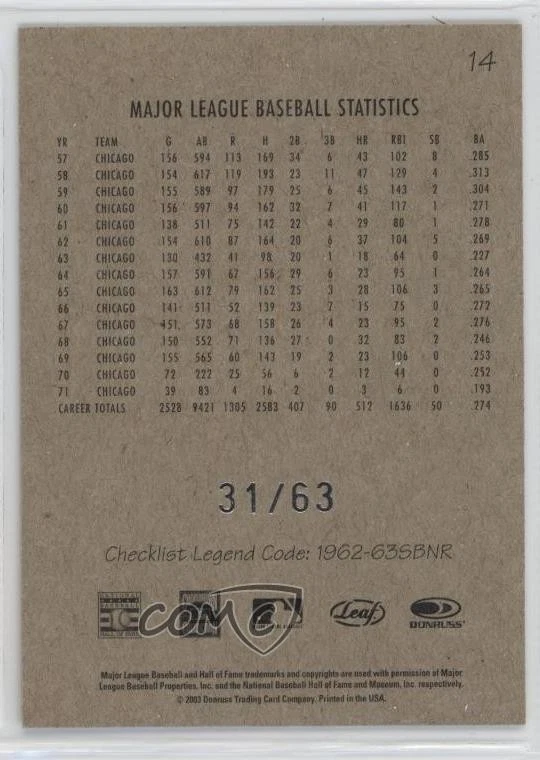 14
MAJOR LEAGUE BASEBALL STATISTICS
YR TEAM G AB R H 2B 3B HR RBI SB BA
57 CHICAGO 156 594 113 169 34 6 43 102 8 .285
58 CHICAGO 154 617 119 193 23 11 47 129 4 .313
59 CHICAGO 155 589 97 179 25 6 45 143 2 .304
60 CHICAGO 156 597 94 162 32 7 41 117 1 .271
61 CHICAGO 138 511 75 142 22 4 29 80 1 .278
62 CHICAGO 154 610 87 164 20 6 37 104 5 .269
63 CHICAGO 130 432 41 98 20 1 18 64 0 .227
64 CHICAGO 157 591 67 156 29 6 23 95 1 .264
65 CHICAGO 163 612 79 162 25 3 28 106 3 .265
66 CHICAGO 141 511 52 139 23 7 15 75 0 .272
67 CHICAGO 151 573 68 158 26 4 23 95 2 .276
68 CHICAGO 150 552 71 136 27 0 32 83 2 .246
69 CHICAGO 155 565 60 143 19 2 23 106 0 .253
70 CHICAGO 72 222 25 56 6 2 12 44 0 .252
71 CHICAGO 39 83 4 16 2 0 3 6 0 .193
CAREER TOTALS 2528 9421 1305 2583 407 90 512 1636 50 .274
31/63
Checklist Legend Code: 1962-63SBNR
NATIONAL BASEBALL HALL OF FAME
COMC
Leaf
DONRUSS
Major League Baseball and Hall of Fame trademarks and copyrights are used with permission of Major
League Baseball Properties, Inc. and the National Baseball Hall of Fame and Museum, Inc. respectively.
© 2003 Donruss Trading Card Company. Printed in the USA.